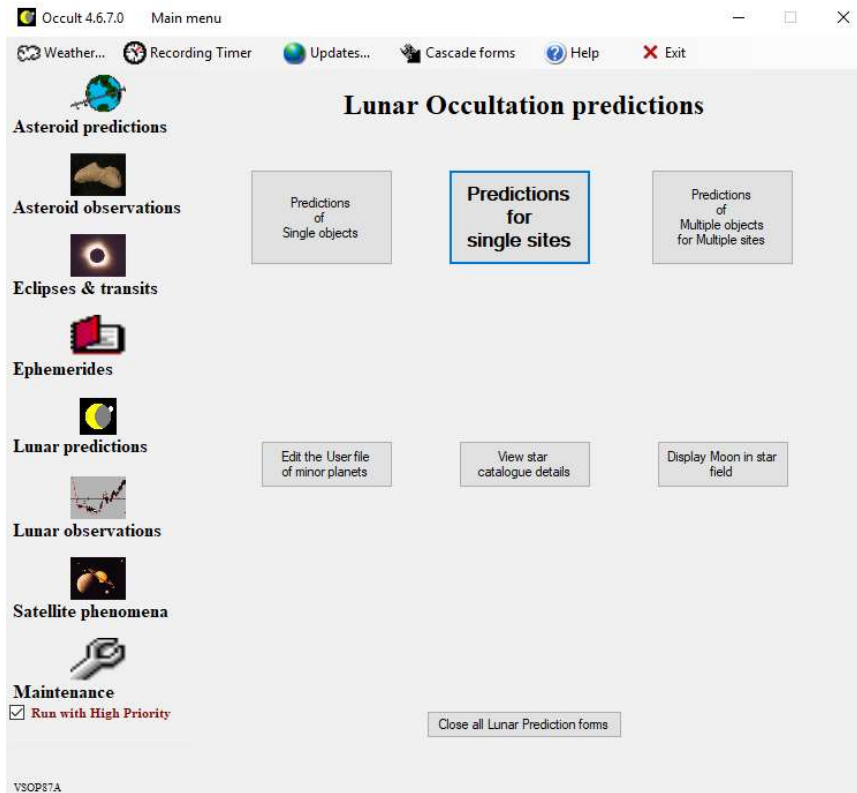 Occult 4.6.7.0 Main menu
Weather... Recording Timer Updates... Cascade forms Help Exit
Lunar Occultation predictions
Asteroid predictions
Asteroid observations
Eclipses & transits
Ephemerides
Lunar predictions
Lunar observations
Satellite phenomena
Maintenance
Run with High Priority
VSOP87A
Predictions
of
Single objects
Predictions
for
single sites
Predictions
of
Multiple objects
for Multiple sites
Edit the User file
of minor planets
View star
catalogue details
Display Moon in star
field
Close all Lunar Prediction forms